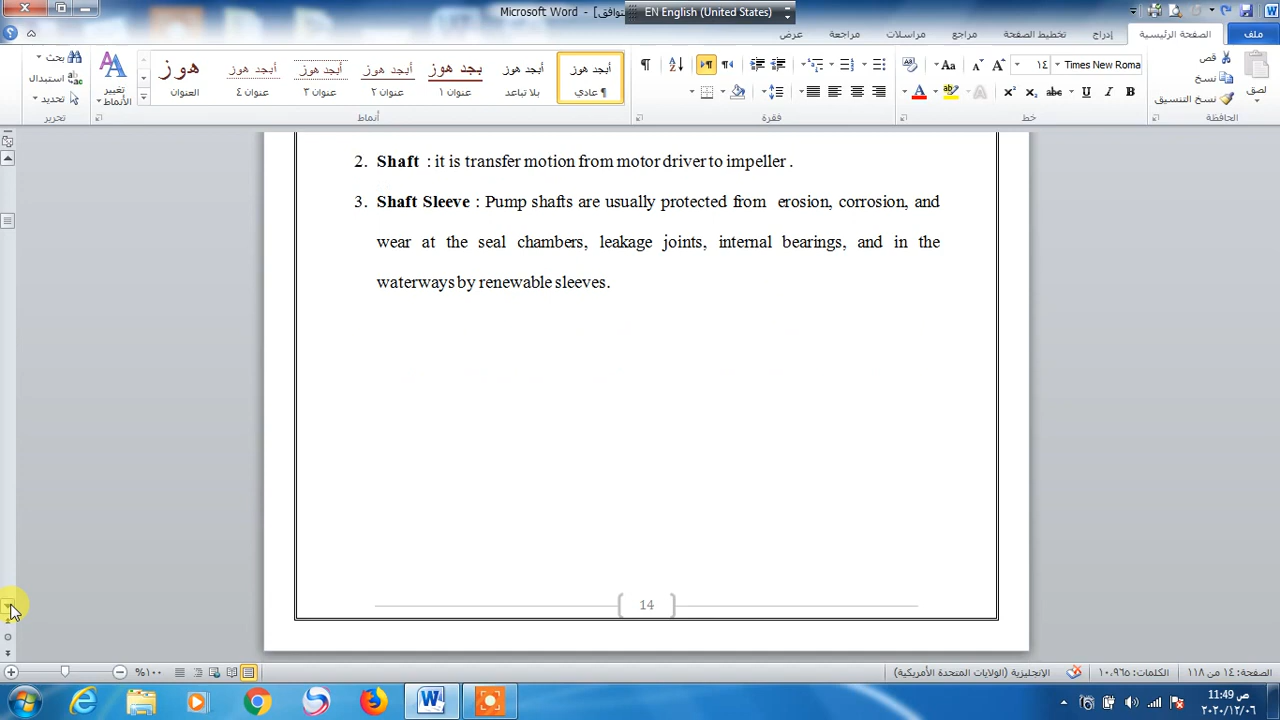 Microsoft Word - [وضع التوافق]
EN English (United States)
ملف
الصفحة الرئيسية
إدراج
تخطيط الصفحة
مراجع
مراسلات
مراجعة
عرض
لصق
قص
نسخ
نسخ التنسيق
الحافظة
Times New Roma
١٤
خط
فقرة
أبجد هوز
¶ عادي
أبجد هوز
بلا تباعد
بجد هوز
عنوان ١
أبجد هوز
عنوان ٢
أبجد هوز
عنوان ٣
أبجد هوز
عنوان ٤
هوز
العنوان
تغيير الأنماط
أنماط
بحث
استبدال
تحديد
تحرير
2. Shaft : it is transfer motion from motor driver to impeller .
3. Shaft Sleeve : Pump shafts are usually protected from erosion, corrosion, and
wear at the seal chambers, leakage joints, internal bearings, and in the
waterways by renewable sleeves.
14
الصفحة: ١٤ من ١١٨
الكلمات: ١٠.٩٦٥
الإنجليزية (الولايات المتحدة الأمريكية)
%١٠٠
11:49 ص
٢٠٢٠/١٢/٠٦